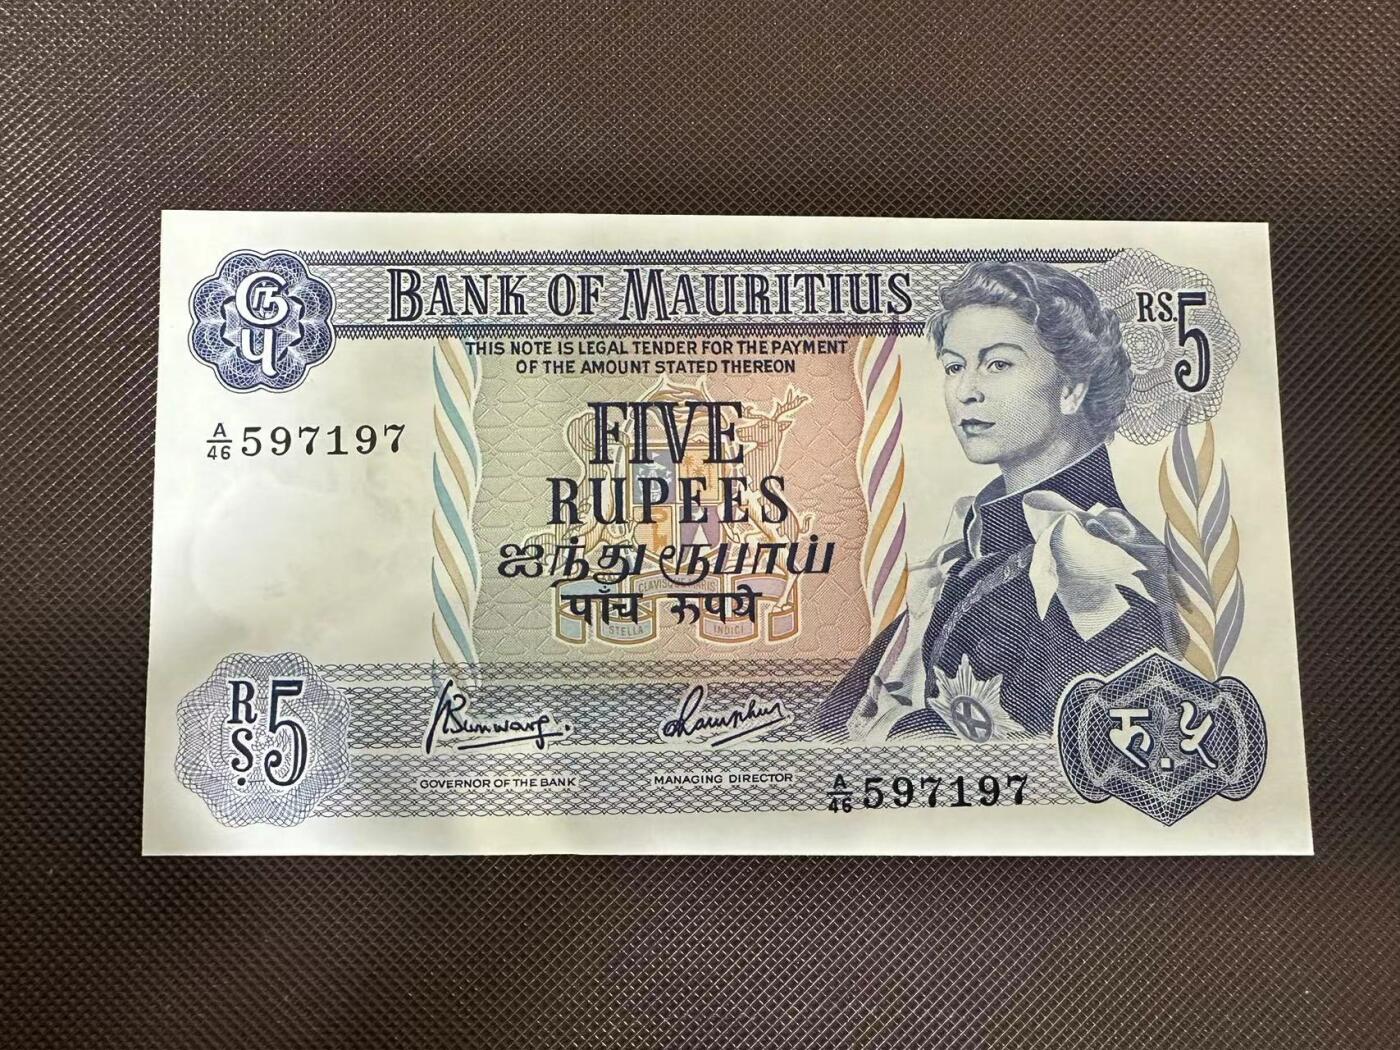 BANK OF MAURITIUS
RS.5
THIS NOTE IS LEGAL TENDER FOR THE PAYMENT
OF THE AMOUNT STATED THEREON
A/46 597197
FIVE
RUPEES
ஐந்து ரூபாய்
पाँच रुपये
STELLA
INDICI
RS5
GOVERNOR OF THE BANK
MANAGING DIRECTOR
A/46 597197
रु.५